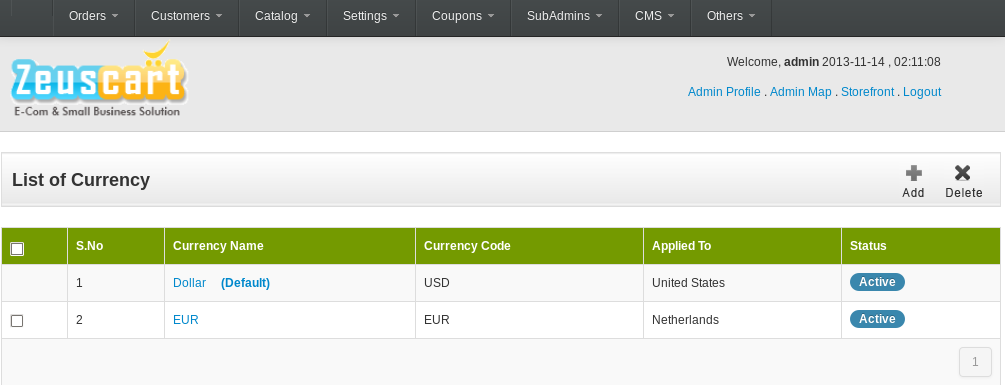 Orders Customers Catalog Settings Coupons SubAdmins CMS Others
Zeuscart
E-Com & Small Business Solution
Welcome, admin 2013-11-14 , 02:11:08
Admin Profile . Admin Map . Storefront . Logout
List of Currency
Add Delete
S.No Currency Name Currency Code Applied To Status
1 Dollar (Default) USD United States Active
2 EUR EUR Netherlands Active
1